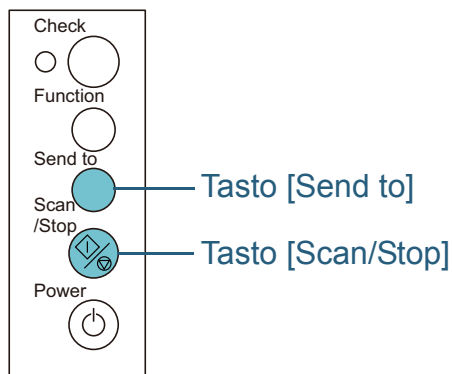 Check
Function
Send to
Tasto [Send to]
Scan
/Stop
Tasto [Scan/Stop]
Power